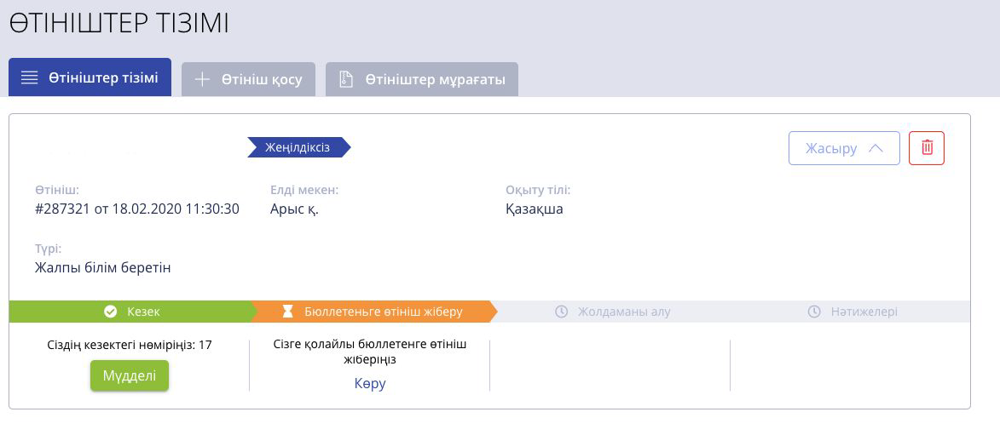 ӨТІНІШТЕР ТІЗІМІ
Өтініштер тізімі
Өтініш қосу
Өтініштер мұрағаты
Жеңілдіксіз
Жасыру
Өтініш:
#287321 от 18.02.2020 11:30:30
Елді мекен:
Арыс қ.
Оқыту тілі:
Қазақша
Түрі:
Жалпы білім беретін
Кезек
Бюллетеньге өтініш жіберу
Жолдаманы алу
Нәтижелері
Сіздің кезектегі нөміріңіз: 17
Мүдделі
Сізге қолайлы бюллетенге өтініш
жіберіңіз
Көру